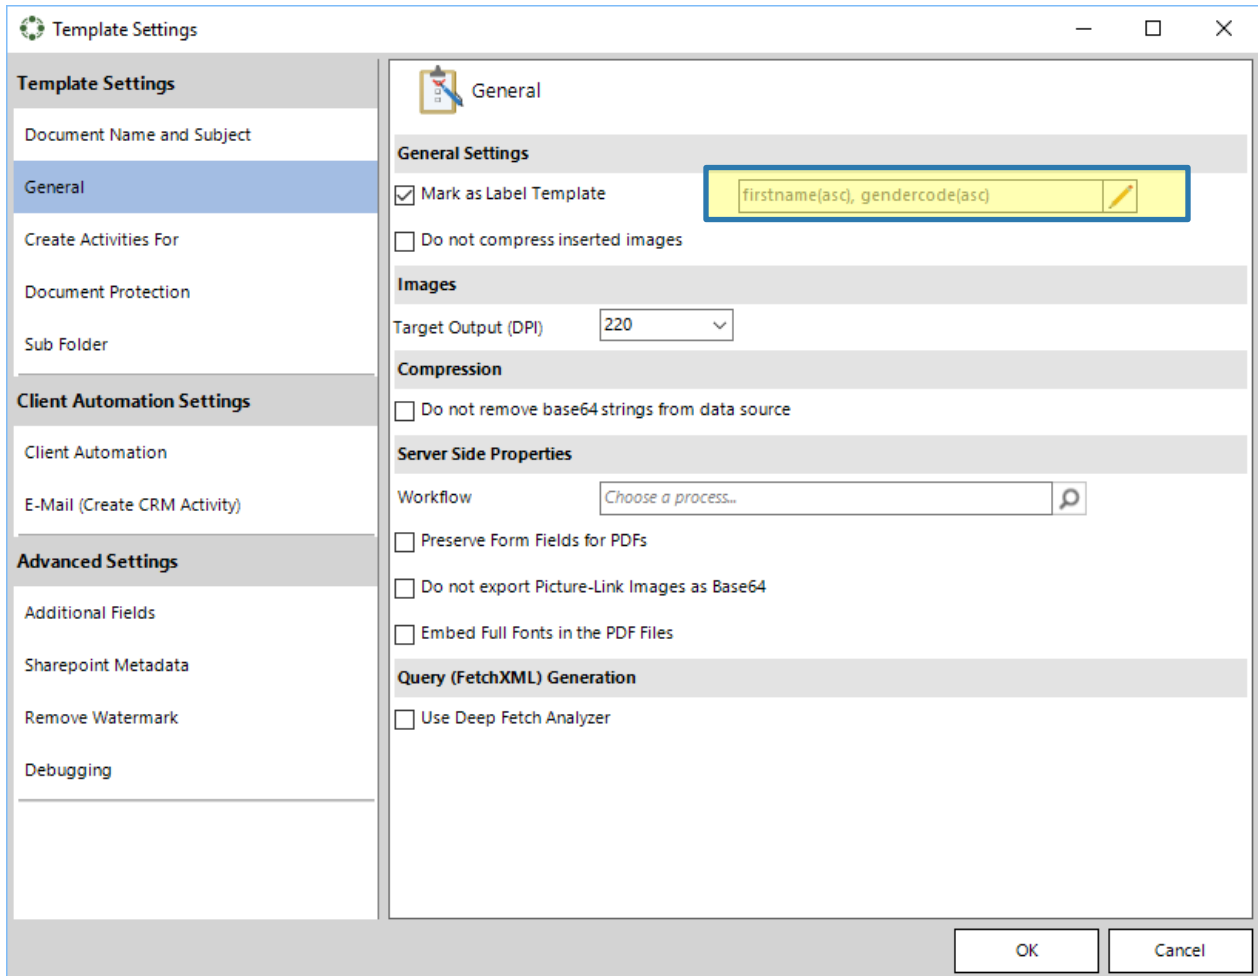 Template Settings
Template Settings
Document Name and Subject
General
Create Activities For
Document Protection
Sub Folder
Client Automation Settings
Client Automation
E-Mail (Create CRM Activity)
Advanced Settings
Additional Fields
Sharepoint Metadata
Remove Watermark
Debugging
General
General Settings
Mark as Label Template firstname(asc), gendercode(asc)
Do not compress inserted images
Images
Target Output (DPI) 220
Compression
Do not remove base64 strings from data source
Server Side Properties
Workflow Choose a process...
Preserve Form Fields for PDFs
Do not export Picture-Link Images as Base64
Embed Full Fonts in the PDF Files
Query (FetchXML) Generation
Use Deep Fetch Analyzer
OK Cancel